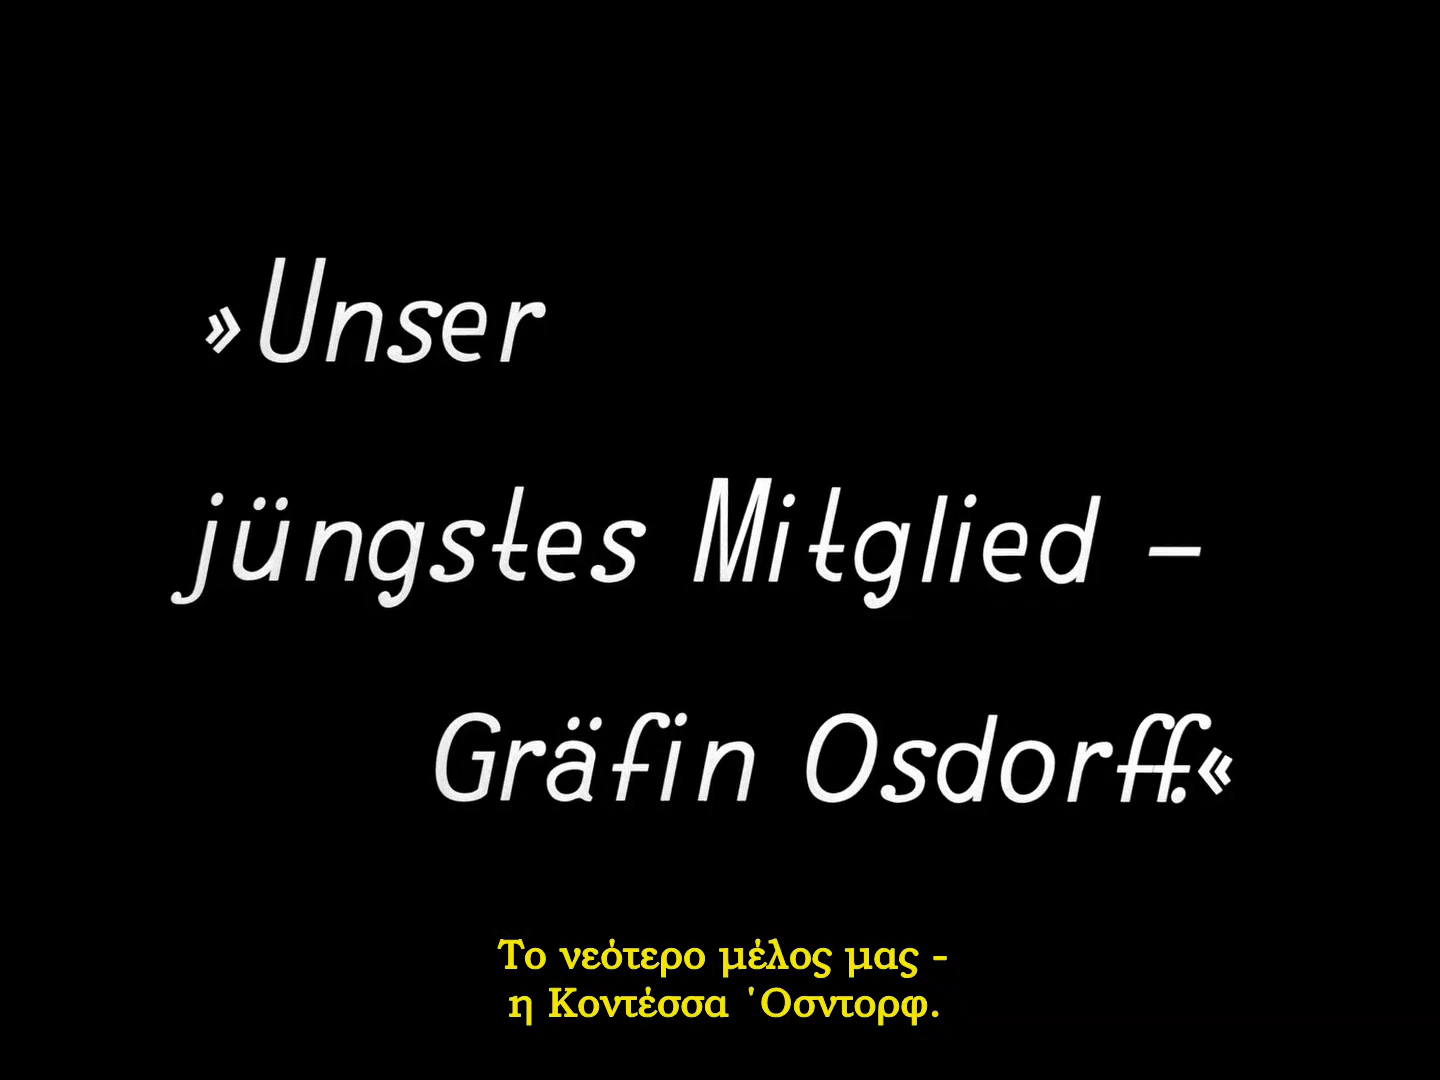 »Unser
jüngstes Mitglied –
Gräfin Osdorff.«
Το νεότερο μέλος μας -
η Κοντέσσα ΄Οσντορφ.